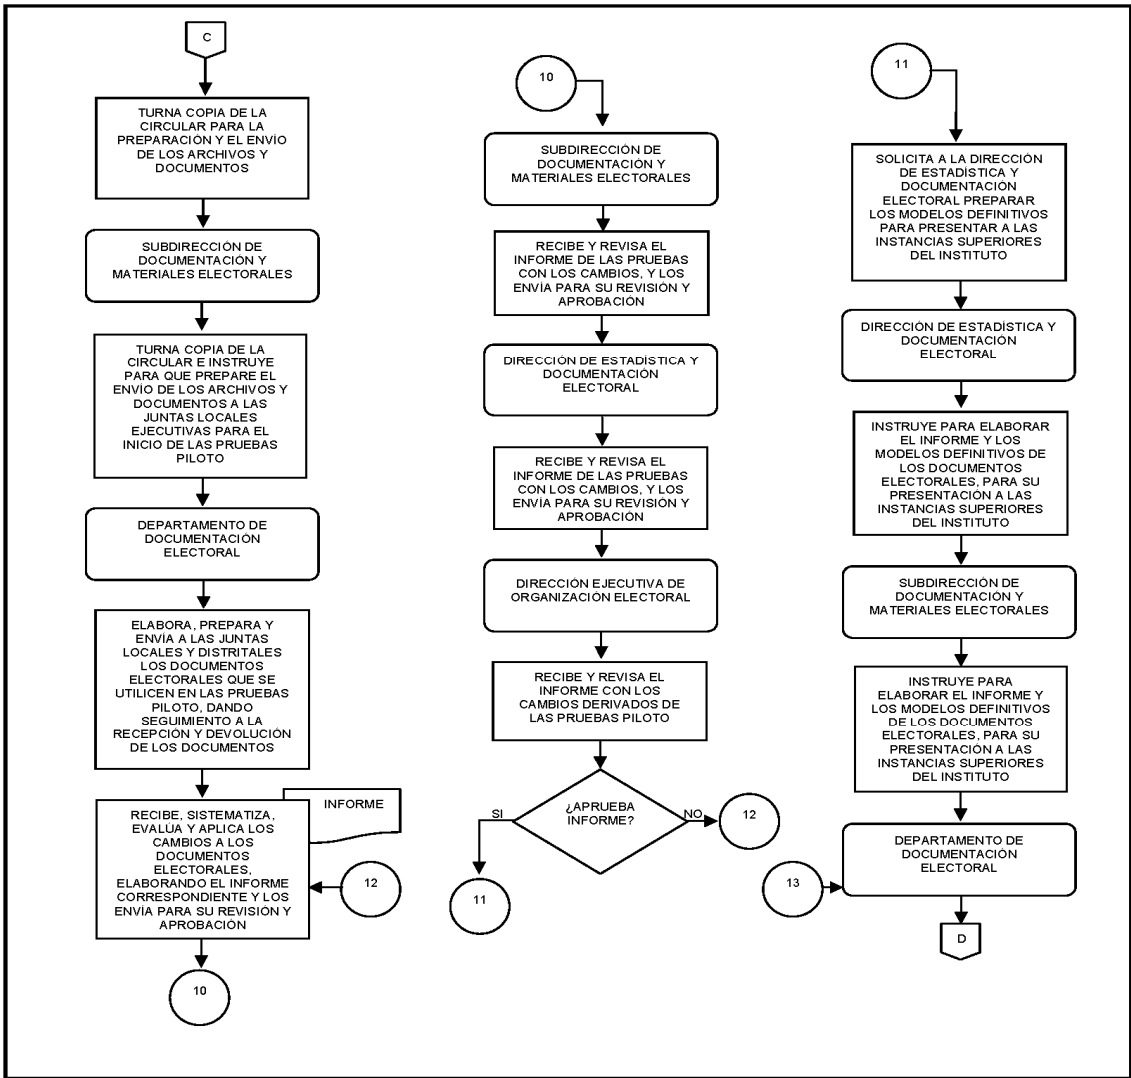 C
TURNA COPIA DE LA
CIRCULAR PARA LA
PREPARACIÓN Y EL ENVÍO
DE LOS ARCHIVOS Y
DOCUMENTOS
SUBDIRECCIÓN DE
DOCUMENTACIÓN Y
MATERIALES ELECTORALES
TURNA COPIA DE LA
CIRCULAR E INSTRUYE
PARA QUE PREPARE EL
ENVÍO DE LOS ARCHIVOS Y
DOCUMENTOS A LAS
JUNTAS LOCALES
EJECUTIVAS PARA EL
INICIO DE LAS PRUEBAS
PILOTO
DEPARTAMENTO DE
DOCUMENTACIÓN
ELECTORAL
ELABORA, PREPARA Y
ENVÍA A LAS JUNTAS
LOCALES Y DISTRITALES
LOS DOCUMENTOS
ELECTORALES QUE SE
UTILICEN EN LAS PRUEBAS
PILOTO, DANDO
SEGUIMIENTO A LA
RECEPCIÓN Y DEVOLUCIÓN
DE LOS DOCUMENTOS
INFORME
RECIBE, SISTEMATIZA,
EVALÚA Y APLICA LOS
CAMBIOS A LOS
DOCUMENTOS
ELECTORALES,
ELABORANDO EL INFORME
CORRESPONDIENTE Y LOS
ENVÍA PARA SU REVISIÓN Y
APROBACIÓN
12
10
10
SUBDIRECCIÓN DE
DOCUMENTACIÓN Y
MATERIALES ELECTORALES
RECIBE Y REVISA EL
INFORME DE LAS PRUEBAS
CON LOS CAMBIOS, Y LOS
ENVÍA PARA SU REVISIÓN Y
APROBACIÓN
DIRECCIÓN DE ESTADÍSTICA Y
DOCUMENTACIÓN
ELECTORAL
RECIBE Y REVISA EL
INFORME DE LAS PRUEBAS
CON LOS CAMBIOS, Y LOS
ENVÍA PARA SU REVISIÓN Y
APROBACIÓN
DIRECCIÓN EJECUTIVA DE
ORGANIZACIÓN ELECTORAL
RECIBE Y REVISA EL
INFORME CON LOS
CAMBIOS DERIVADOS DE
LAS PRUEBAS PILOTO
¿APRUEBA
INFORME?
SI
NO
12
11
11
SOLICITA A LA DIRECCIÓN
DE ESTADÍSTICA Y
DOCUMENTACIÓN
ELECTORAL PREPARAR
LOS MODELOS DEFINITIVOS
PARA PRESENTAR A LAS
INSTANCIAS SUPERIORES
DEL INSTITUTO
DIRECCIÓN DE ESTADÍSTICA Y
DOCUMENTACIÓN
ELECTORAL
INSTRUYE PARA ELABORAR
EL INFORME Y LOS
MODELOS DEFINITIVOS DE
LOS DOCUMENTOS
ELECTORALES, PARA SU
PRESENTACIÓN A LAS
INSTANCIAS SUPERIORES
DEL INSTITUTO
SUBDIRECCIÓN DE
DOCUMENTACIÓN Y
MATERIALES ELECTORALES
INSTRUYE PARA
ELABORAR EL INFORME Y
LOS MODELOS DEFINITIVOS
DE LOS DOCUMENTOS
ELECTORALES, PARA SU
PRESENTACIÓN A LAS
INSTANCIAS SUPERIORES
DEL INSTITUTO
DEPARTAMENTO DE
DOCUMENTACIÓN
ELECTORAL
13
D